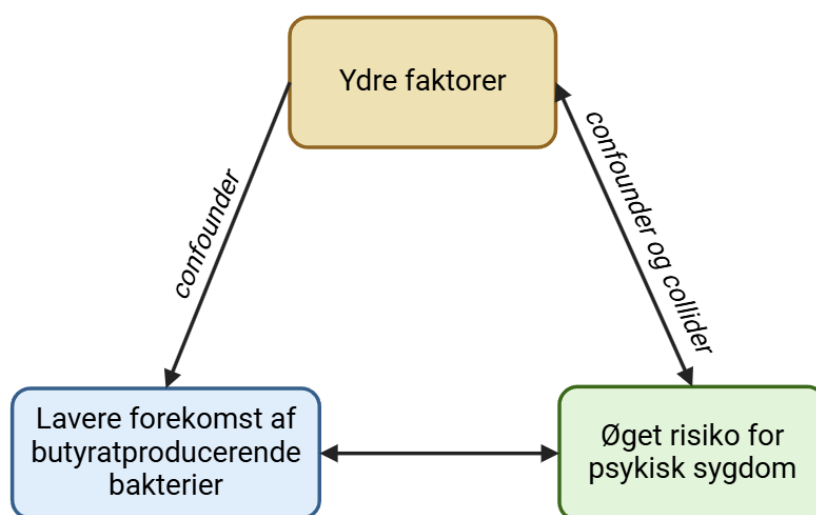 Ydre faktorer
confounder
confounder og collider
Lavere forekomst af
butyratproducerende
bakterier
Øget risiko for
psykisk sygdom